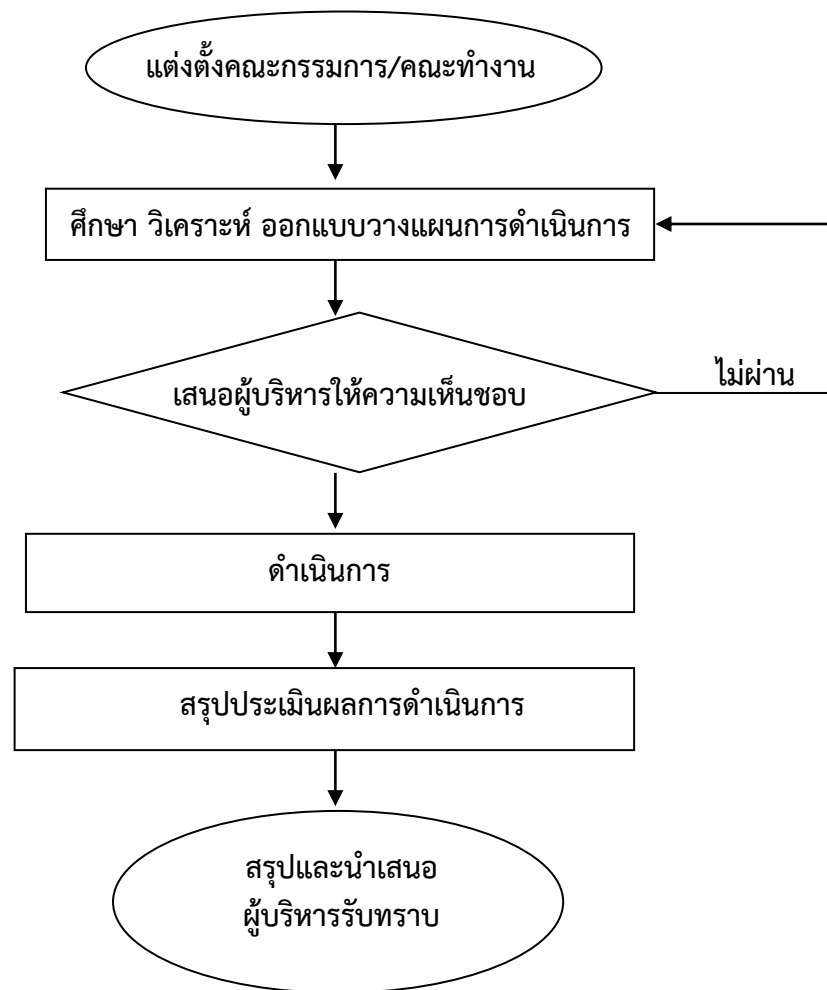 แต่งตั้งคณะกรรมการ/คณะทำงาน
ศึกษา วิเคราะห์ ออกแบบวางแผนการดำเนินการ
เสนอผู้บริหารให้ความเห็นชอบ
ไม่ผ่าน
ดำเนินการ
สรุปประเมินผลการดำเนินการ
สรุปและนำเสนอ
ผู้บริหารรับทราบ